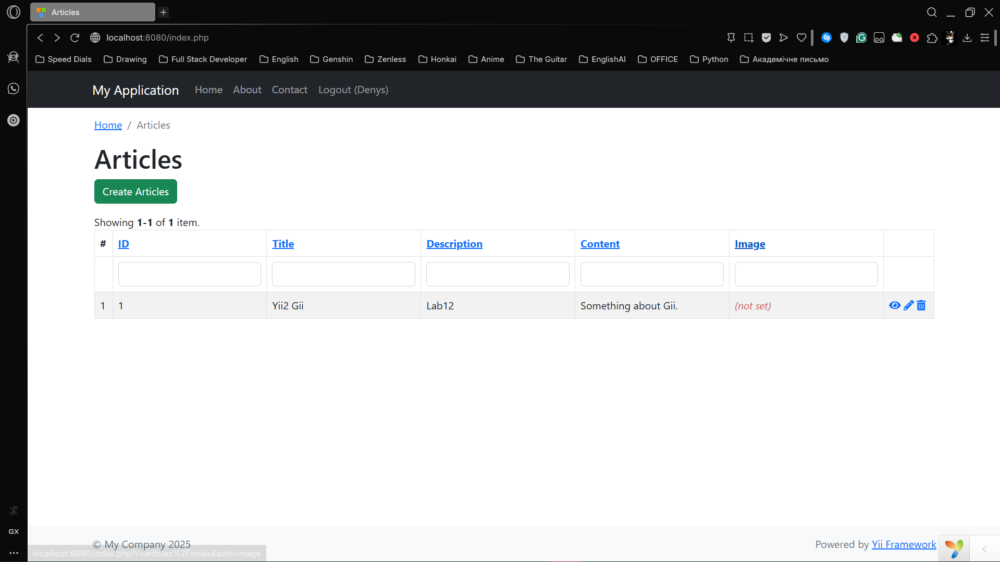 Articles
localhost:8080/index.php
Speed Dials Drawing Full Stack Developer English Genshin Zenless Honkai Anime The Guitar EnglishAI OFFICE Python Академічне письмо
My Application Home About Contact Logout (Denys)
Home / Articles
Articles
Create Articles
Showing 1-1 of 1 item.
# ID Title Description Content Image
1 1 Yii2 Gii Lab12 Something about Gii. (not set)
GX
© My Company 2025 Powered by Yii Framework
localhost:8080/index.php?r=articles%2Findex&sort=image